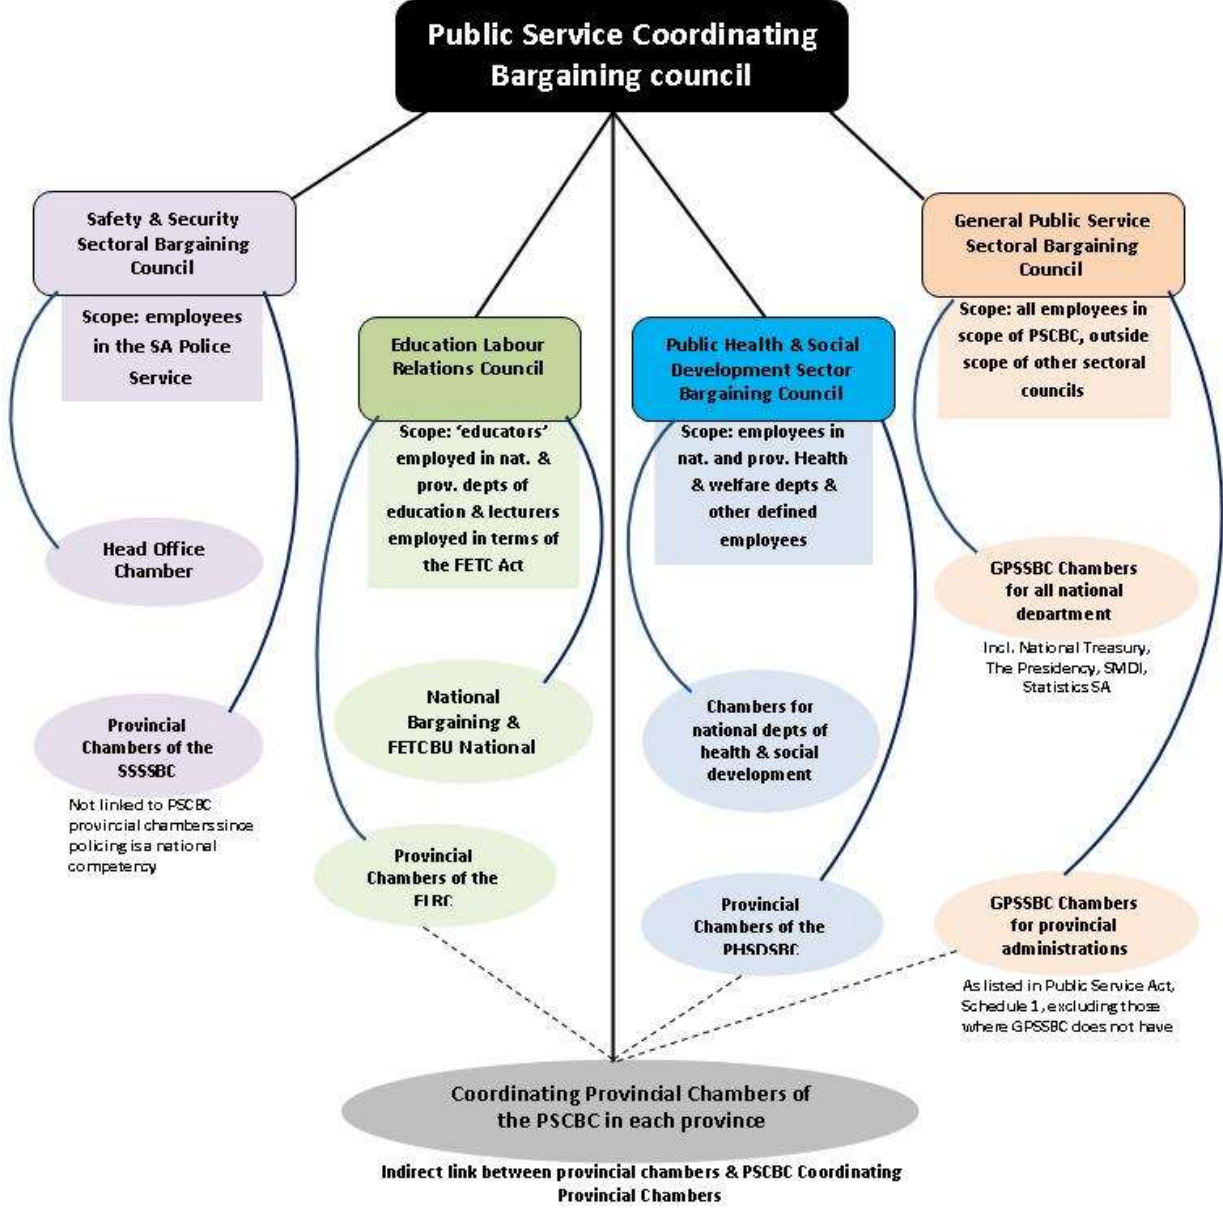 Public Service Coordinating
Bargaining council
Safety & Security
Sectoral Bargaining
Council
Scope: employees
in the SA Police
Service
Head Office
Chamber
Provincial
Chambers of the
SSSSBC
Not linked to PSCBC
provincial chambers since
policing is a national
competency
Education Labour
Relations Council
Scope: ‘educators’
employed in nat. &
prov. depts of
education & lecturers
employed in terms of
the FETC Act
National
Bargaining &
FETCBU National
Provincial
Chambers of the
ELRC
Public Health & Social
Development Sector
Bargaining Council
Scope: employees in
nat. and prov. Health
& welfare depts &
other defined
employees
Chambers for
national depts of
health & social
development
Provincial
Chambers of the
PHSDSBC
General Public Service
Sectoral Bargaining
Council
Scope: all employees in
scope of PSCBC, outside
scope of other sectoral
councils
GPSSBC Chambers
for all national
department
Incl. National Treasury,
The Presidency, SMDI,
Statistics SA
GPSSBC Chambers
for provincial
administrations
As listed in Public Service Act,
Schedule 1, excluding those
where GPSSBC does not have
Coordinating Provincial Chambers of
the PSCBC in each province
Indirect link between provincial chambers & PSCBC Coordinating
Provincial Chambers